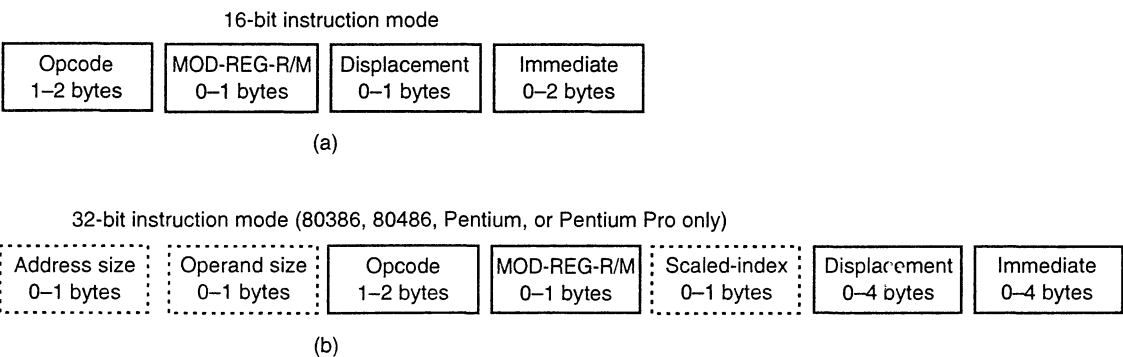 16-bit instruction mode
Opcode MOD-REG-R/M Displacement Immediate
1–2 bytes 0–1 bytes 0–1 bytes 0–2 bytes
(a)
32-bit instruction mode (80386, 80486, Pentium, or Pentium Pro only)
Address size Operand size Opcode MOD-REG-R/M Scaled-index Displacement Immediate
0–1 bytes 0–1 bytes 1–2 bytes 0–1 bytes 0–1 bytes 0–4 bytes 0–4 bytes
(b)